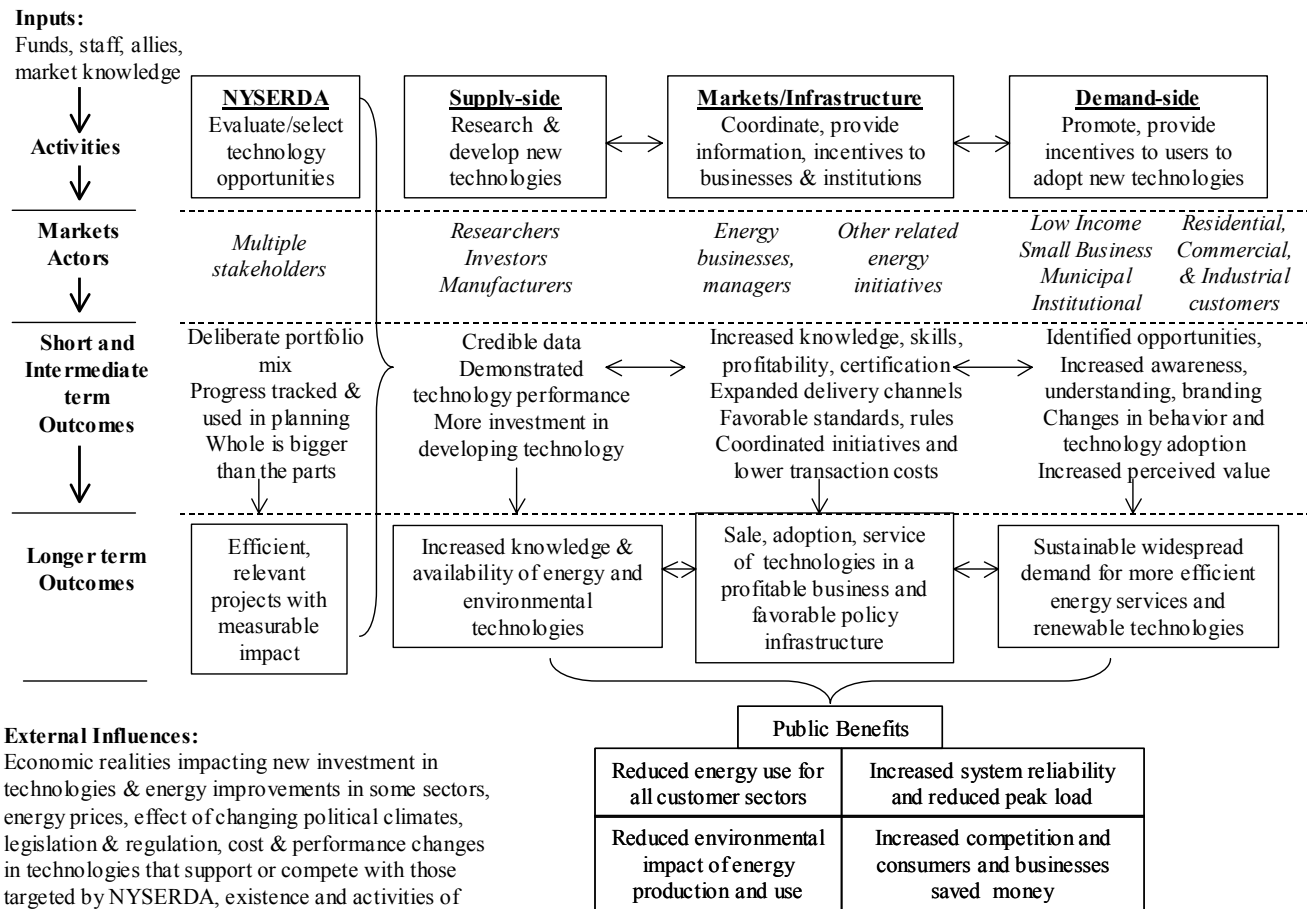 Inputs:
Funds, staff, allies,
market knowledge
Activities
NYSERDA
Evaluate/select
technology
opportunities
Supply-side
Research &
develop new
technologies
Markets/Infrastructure
Coordinate, provide
information, incentives to
businesses & institutions
Demand-side
Promote, provide
incentives to users to
adopt new technologies
Markets
Actors
Multiple
stakeholders
Researchers
Investors
Manufacturers
Energy
businesses,
managers
Other related
energy
initiatives
Low Income
Small Business
Municipal
Institutional
Residential,
Commercial,
& Industrial
customers
Short and
Intermediate
term
Outcomes
Deliberate portfolio
mix
Progress tracked &
used in planning
Whole is bigger
than the parts
Credible data
Demonstrated
technology performance
More investment in
developing technology
Increased knowledge, skills,
profitability, certification
Expanded delivery channels
Favorable standards, rules
Coordinated initiatives and
lower transaction costs
Identified opportunities,
Increased awareness,
understanding, branding
Changes in behavior and
technology adoption
Increased perceived value
Longer term
Outcomes
Efficient,
relevant
projects with
measurable
impact
Increased knowledge &
availability of energy and
environmental
technologies
Sale, adoption, service
of technologies in a
profitable business and
favorable policy
infrastructure
Sustainable widespread
demand for more efficient
energy services and
renewable technologies
External Influences:
Economic realities impacting new investment in
technologies & energy improvements in some sectors,
energy prices, effect of changing political climates,
legislation & regulation, cost & performance changes
in technologies that support or compete with those
targeted by NYSERDA, existence and activities of
Public Benefits
Reduced energy use for
all customer sectors
Increased system reliability
and reduced peak load
Reduced environmental
impact of energy
production and use
Increased competition and
consumers and businesses
saved money